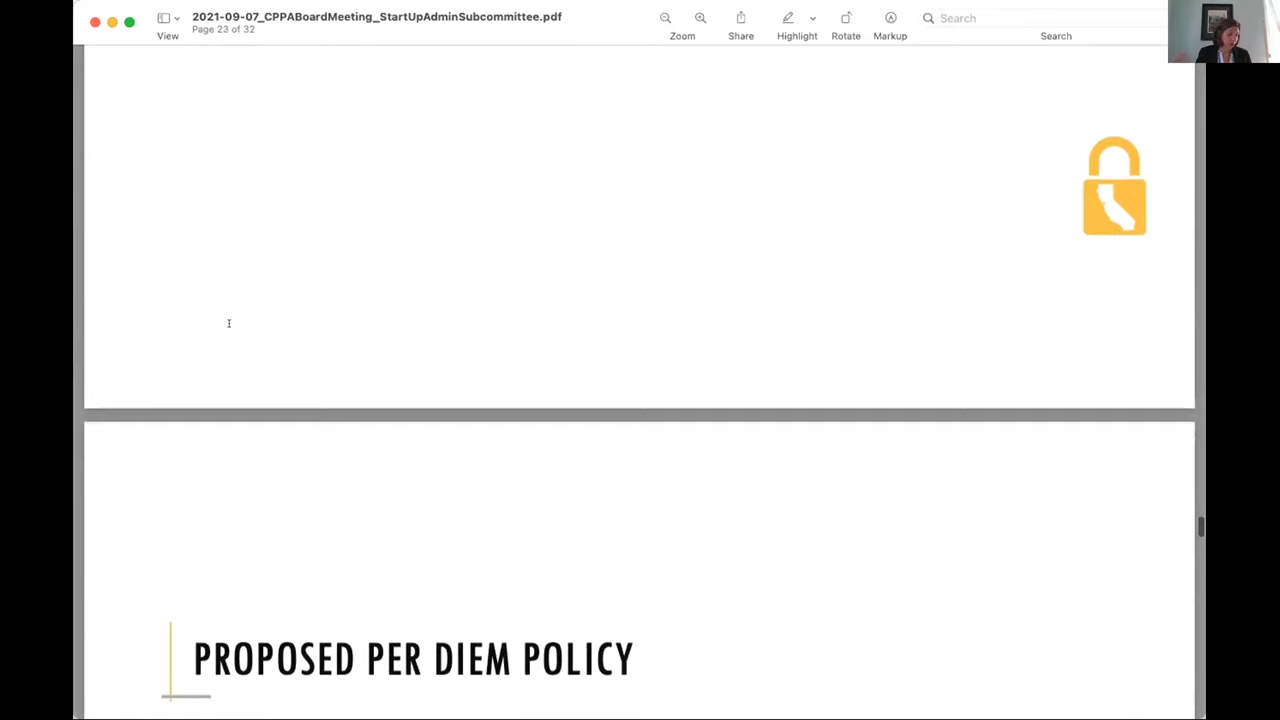 2021-09-07_CPPABoardMeeting_StartUpAdminSubcommittee.pdf
Page 23 of 32
View
Zoom
Share
Highlight
Rotate
Markup
Search
Search
PROPOSED PER DIEM POLICY